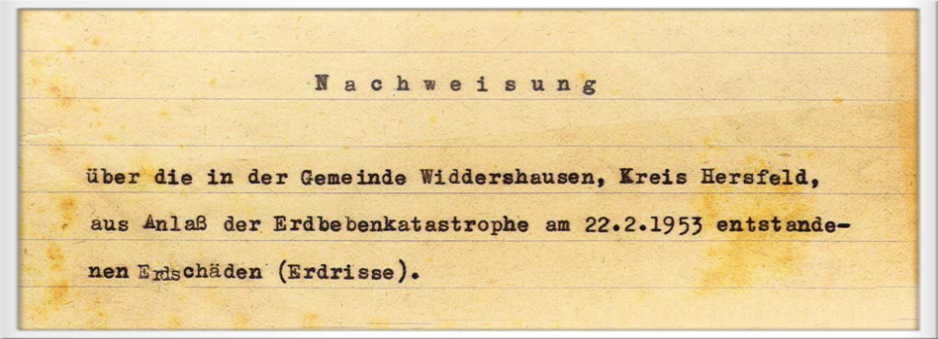 Nachweisung
über die in der Gemeinde Widdershausen, Kreis Hersfeld,
aus Anlaß der Erdbebenkatastrophe am 22.2.1953 entstande-
nen Erdschäden (Erdrisse).